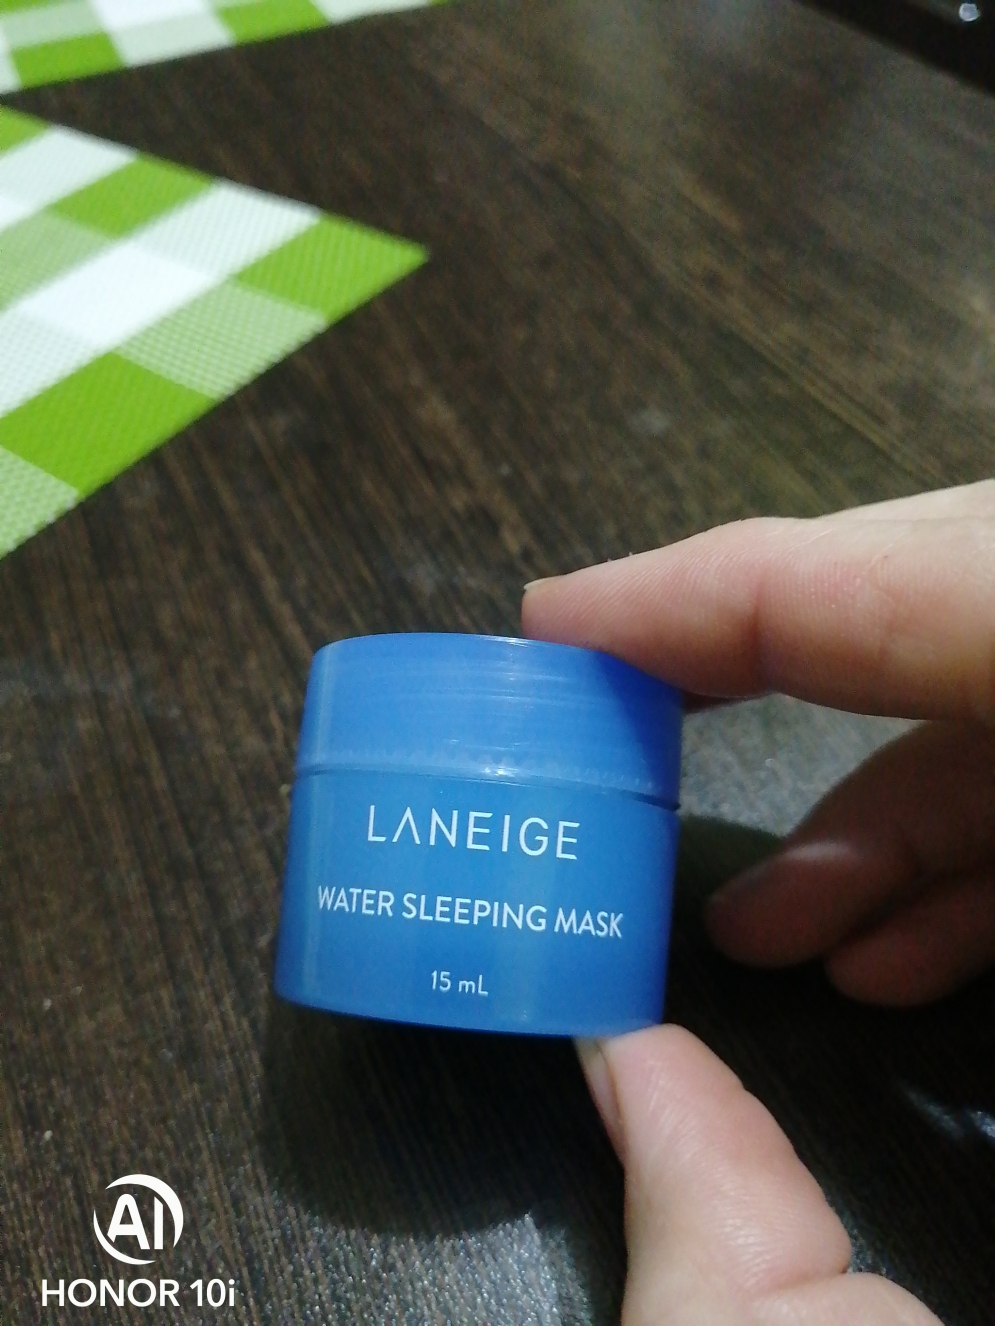 LANEIGE
WATER SLEEPING MASK
15 mL
AI
HONOR 10i